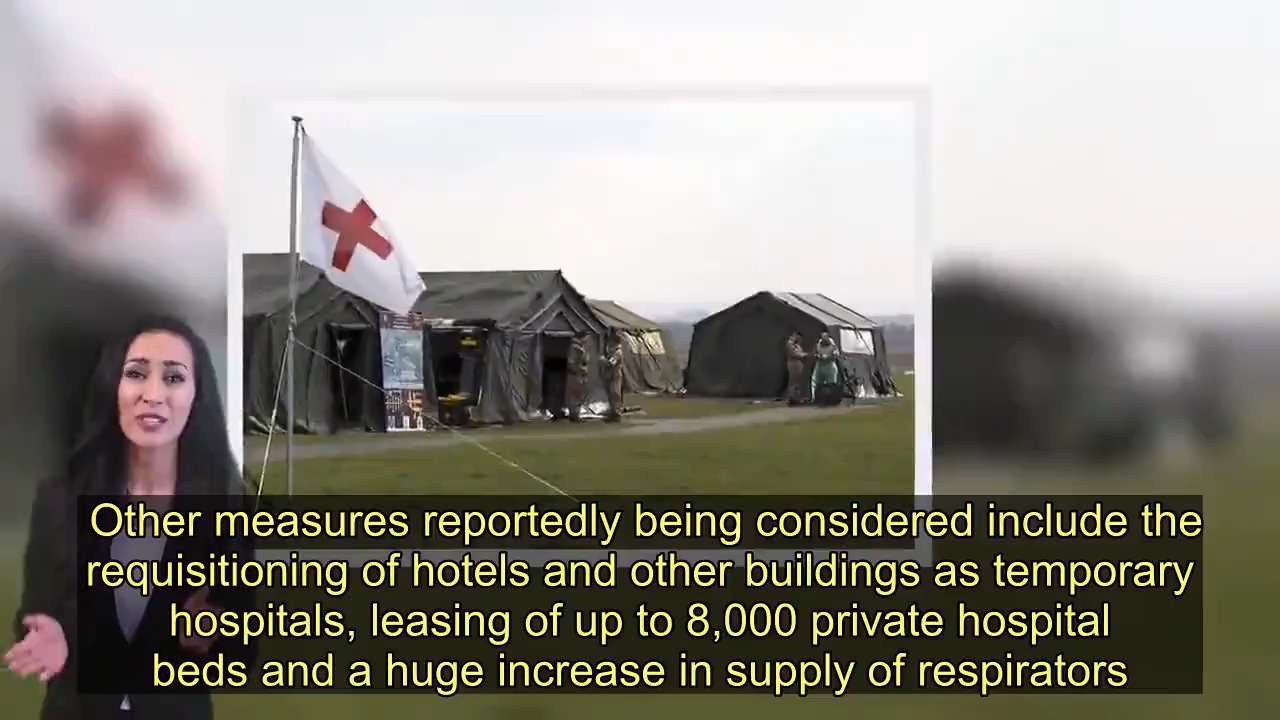 Other measures reportedly being considered include the
requisitioning of hotels and other buildings as temporary
hospitals, leasing of up to 8,000 private hospital
beds and a huge increase in supply of respirators